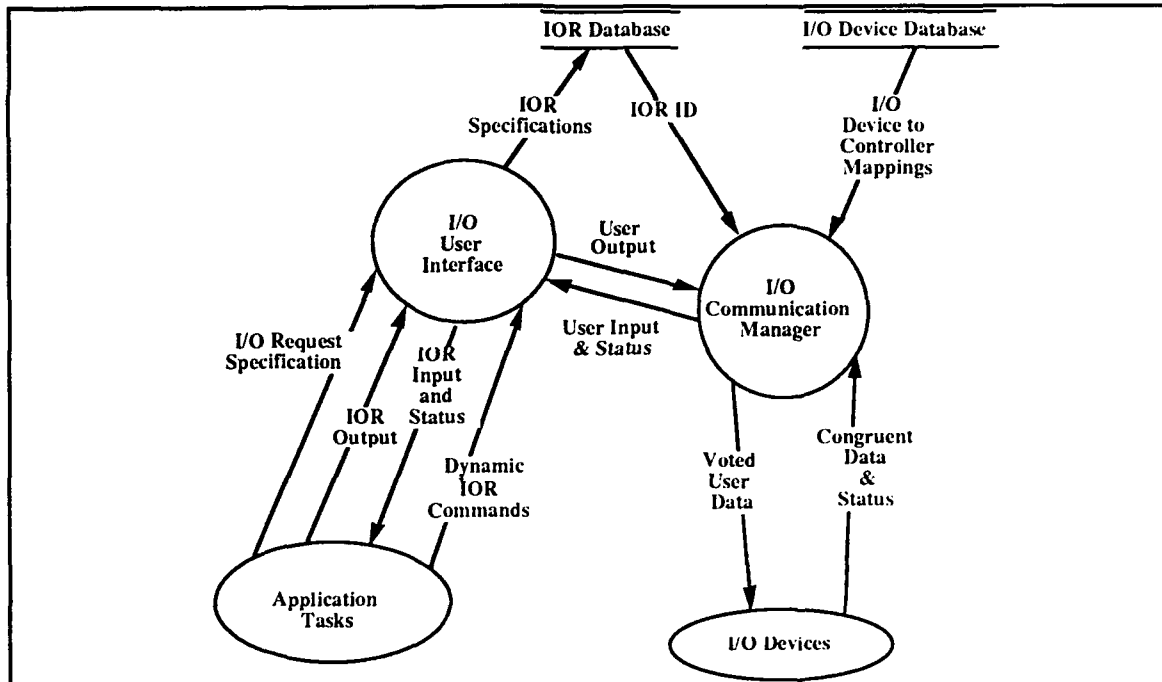 IOR Database
I/O Device Database
IOR
Specifications
IOR ID
I/O
Device to
Controller
Mappings
I/O
User
Interface
User
Output
I/O
Communication
Manager
User Input
& Status
I/O Request
Specification
IOR
Output
IOR
Input
and
Status
Dynamic
IOR
Commands
Voted
User
Data
Congruent
Data
&
Status
Application
Tasks
I/O Devices